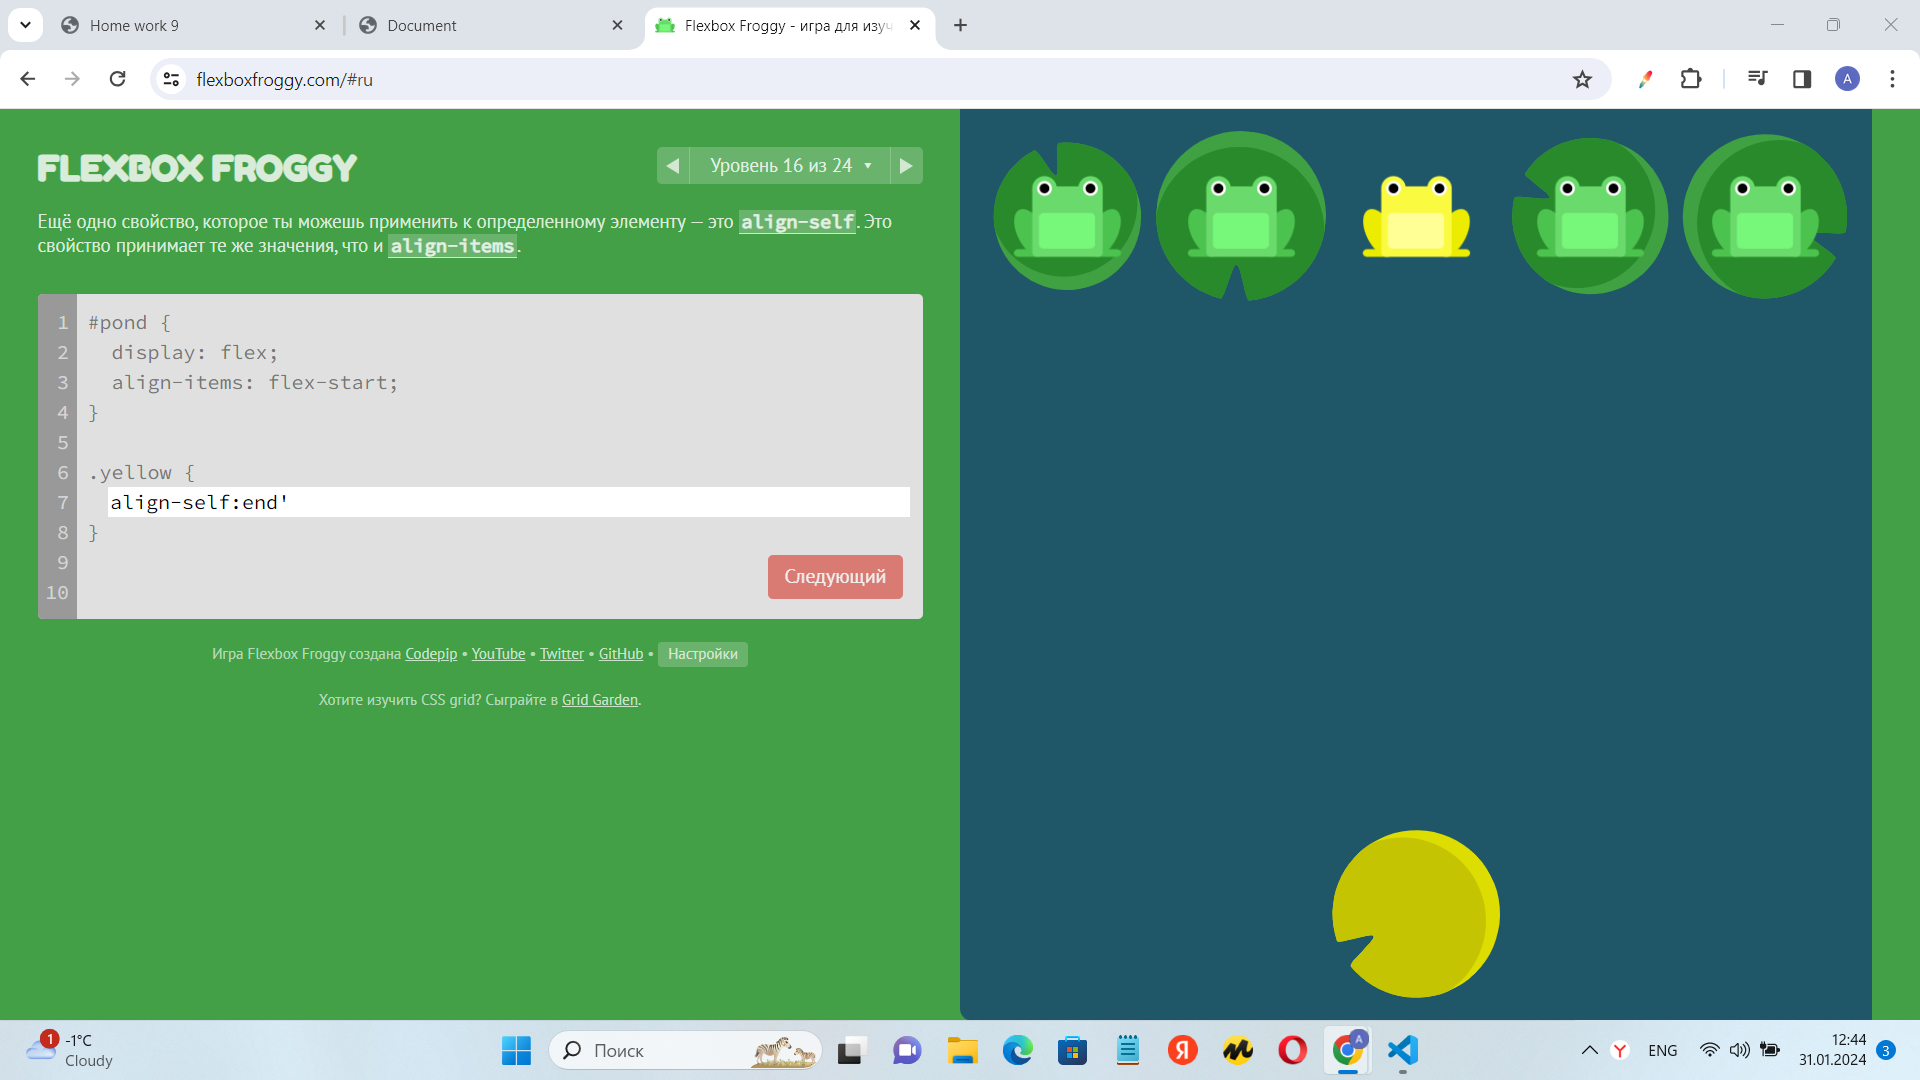 Home work 9
Document
Flexbox Froggy - игра для изуч
flexboxfroggy.com/#ru
A
FLEXBOX FROGGY
Уровень 16 из 24
Ещё одно свойство, которое ты можешь применить к определенному элементу — это align-self. Это
свойство принимает те же значения, что и align-items.
1 #pond {
2 display: flex;
3 align-items: flex-start;
4 }
5
6 .yellow {
7 align-self:end'
8 }
9
10
Следующий
Игра Flexbox Froggy создана Codepip • YouTube • Twitter • GitHub • Настройки
Хотите изучить CSS grid? Сыграйте в Grid Garden.
1
-1°C
Cloudy
Поиск
Я
A
Y
ENG
12:44
31.01.2024
3